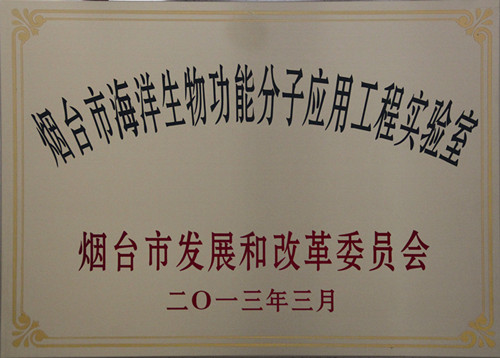 烟台市海洋生物功能分子应用工程实验室
烟台市发展和改革委员会
二〇一三年三月